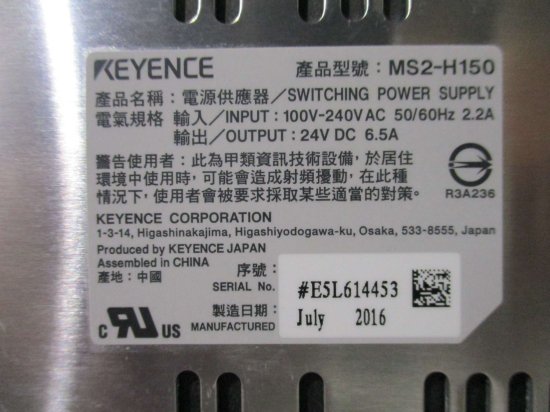 KEYENCE 產品型號：MS2-H150
產品名稱：電源供應器／SWITCHING POWER SUPPLY
電氣規格 輸入／INPUT：100V-240V AC 50/60Hz 2.2A
輸出／OUTPUT：24V DC 6.5A
警告使用者：此為甲類資訊技術設備，於居住
環境中使用時，可能會造成射頻擾動，在此種
情況下，使用者會被要求採取某些適當的對策。
R3A236
KEYENCE CORPORATION
1-3-14, Higashinakajima, Higashiyodogawa-ku, Osaka, 533-8555, Japan
Produced by KEYENCE JAPAN
Assembled in CHINA
產地：中國
序號：
SERIAL No.
#E5L614453
製造日期：
MANUFACTURED
July 2016
C UL US